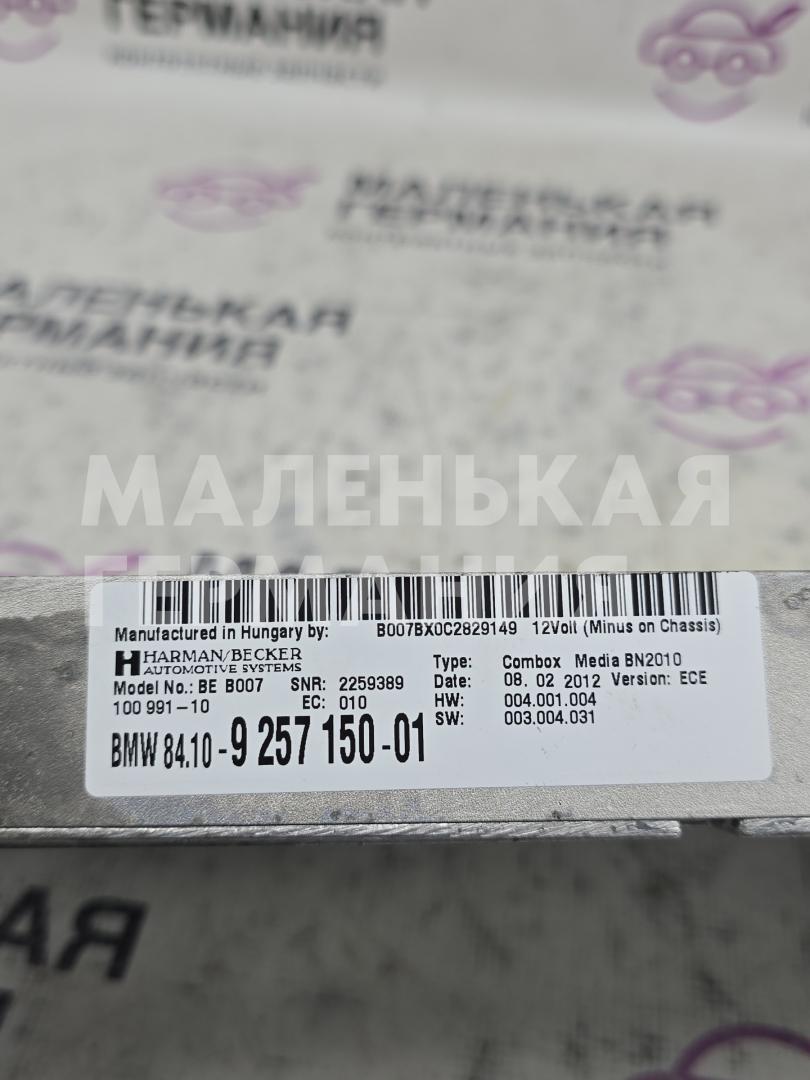 ГЕРМАНИЯ
МАЛЕНЬКАЯ
ГЕРМАНИЯ
МАЛЕНЬКАЯ
ГЕРМАНИЯ
МАЛЕНЬКАЯ
ГЕРМАНИЯ
B007BX0C2829149 12Volt (Minus on Chassis)
Manufactured in Hungary by:
HARMAN/BECKER
AUTOMOTIVE SYSTEMS
Model No.: BE B007 SNR: 2259389
100 991-10 EC: 010
BMW 84.10-9 257 150-01
Type: Combox Media BN2010
Date: 08. 02 2012 Version: ECE
HW: 004.001.004
SW: 003.004.031